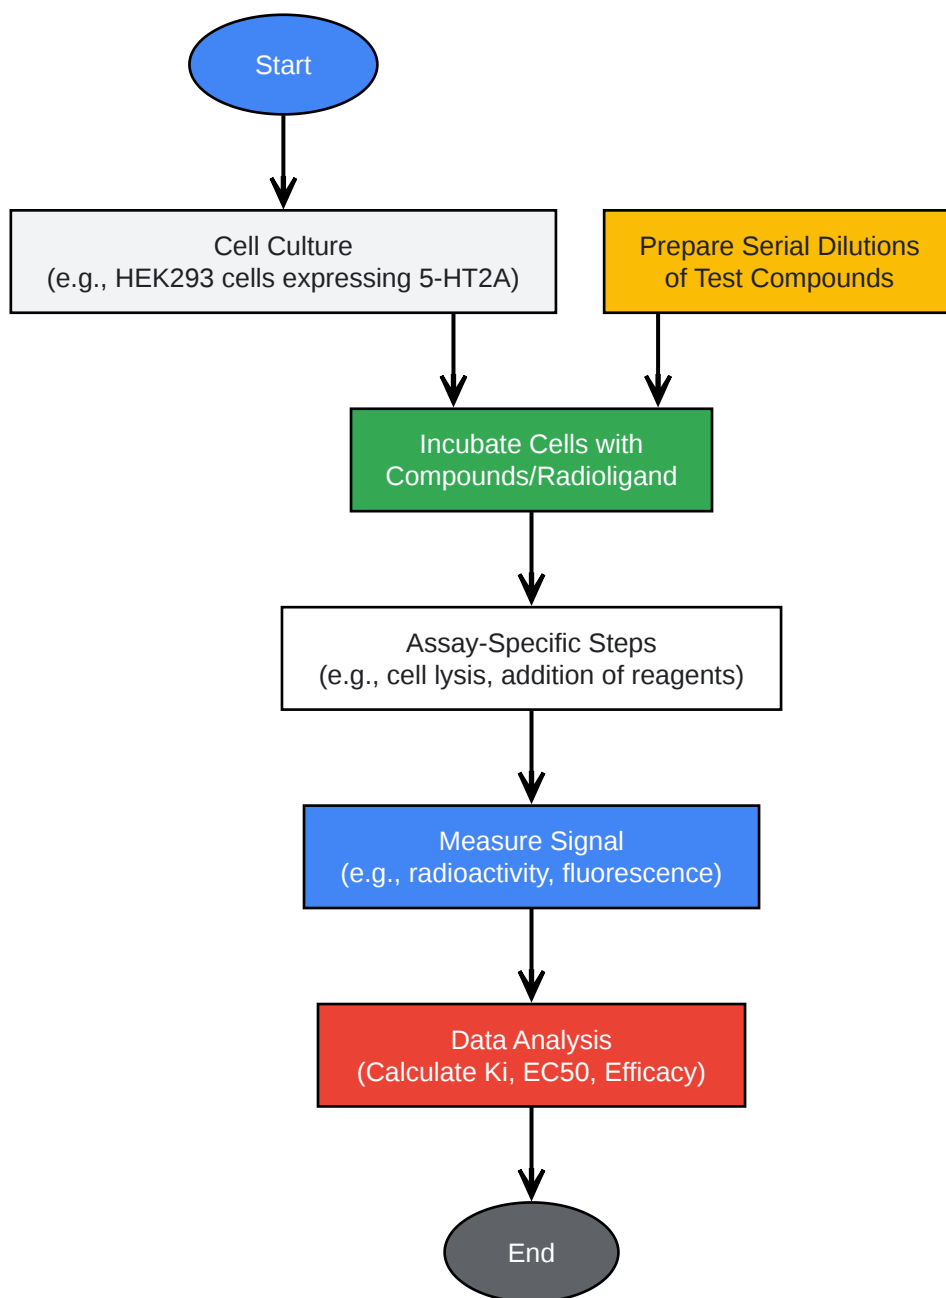 Start
Cell Culture
(e.g., HEK293 cells expressing 5-HT2A)
Prepare Serial Dilutions
of Test Compounds
Incubate Cells with
Compounds/Radioligand
Assay-Specific Steps
(e.g., cell lysis, addition of reagents)
Measure Signal
(e.g., radioactivity, fluorescence)
Data Analysis
(Calculate Ki, EC50, Efficacy)
End